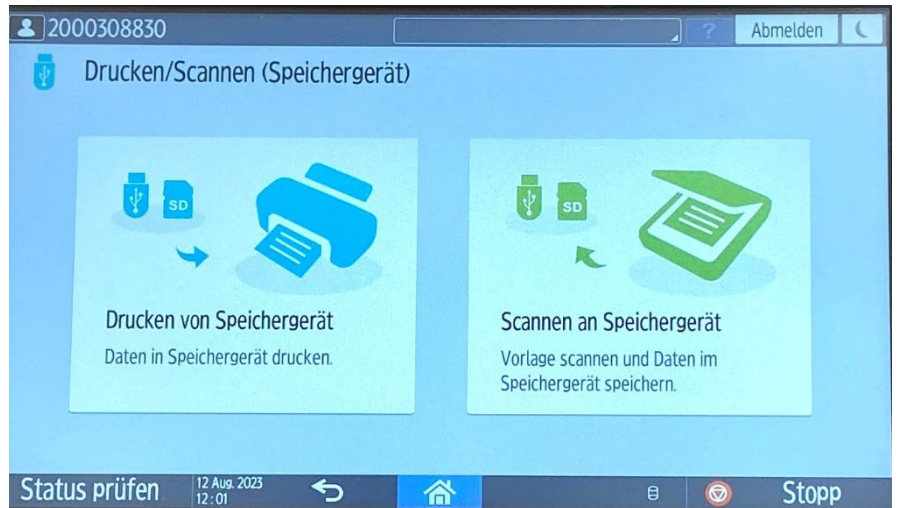 2000308830
?
Abmelden
Drucken/Scannen (Speichergerät)
SD
Drucken von Speichergerät
Daten in Speichergerät drucken.
SD
Scannen an Speichergerät
Vorlage scannen und Daten im
Speichergerät speichern.
Status prüfen
12 Aug. 2023
12 : 01
Stopp